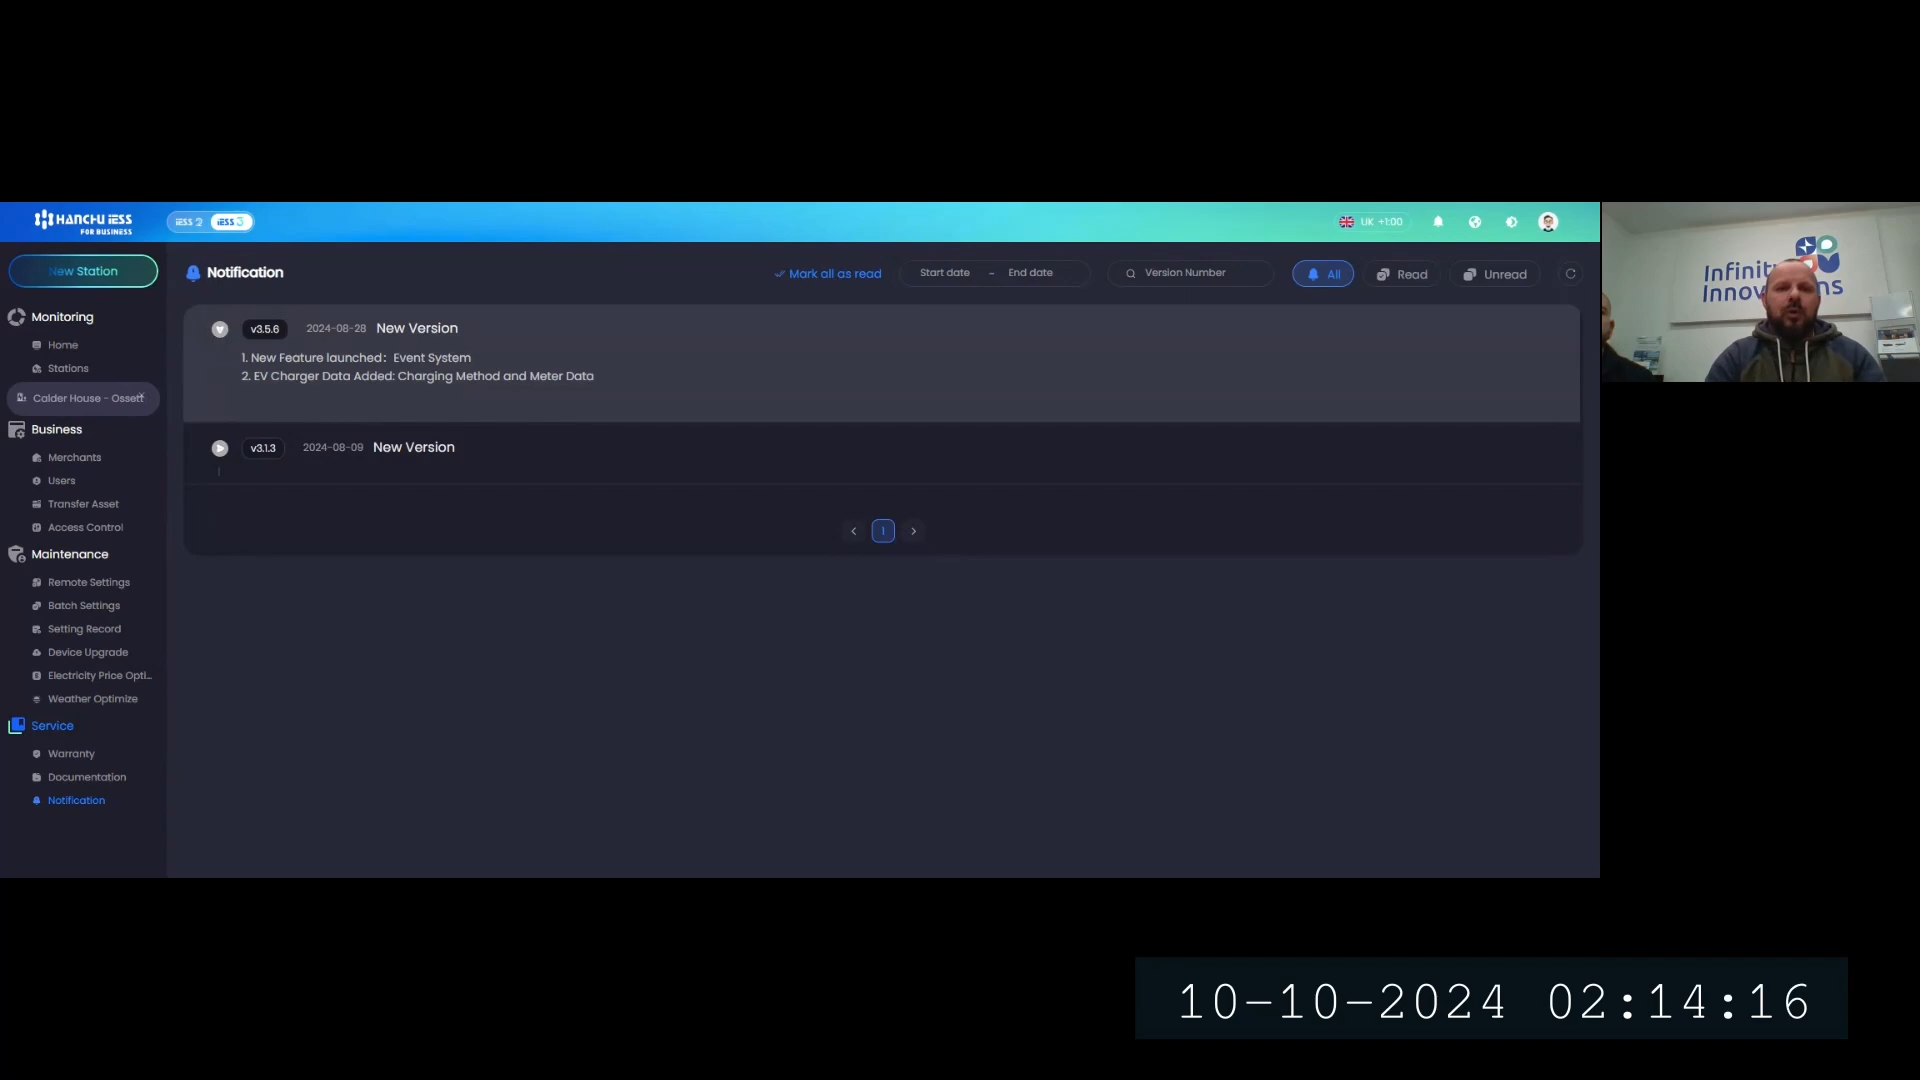 HANCHU iESS
FOR BUSINESS
iESS 2 iESS 3
UK +1:00
New Station
Monitoring
Home
Stations
Calder House - Ossett
Business
Merchants
Users
Transfer Asset
Access Control
Maintenance
Remote Settings
Batch Settings
Setting Record
Device Upgrade
Electricity Price Opti...
Weather Optimize
Service
Warranty
Documentation
Notification
Notification
Mark all as read
Start date - End date
Version Number
All
Read
Unread
v3.5.6 2024-08-28 New Version
1. New Feature launched： Event System
2. EV Charger Data Added: Charging Method and Meter Data
v3.1.3 2024-08-09 New Version
1
Infinity
10-10-2024 02:14:16